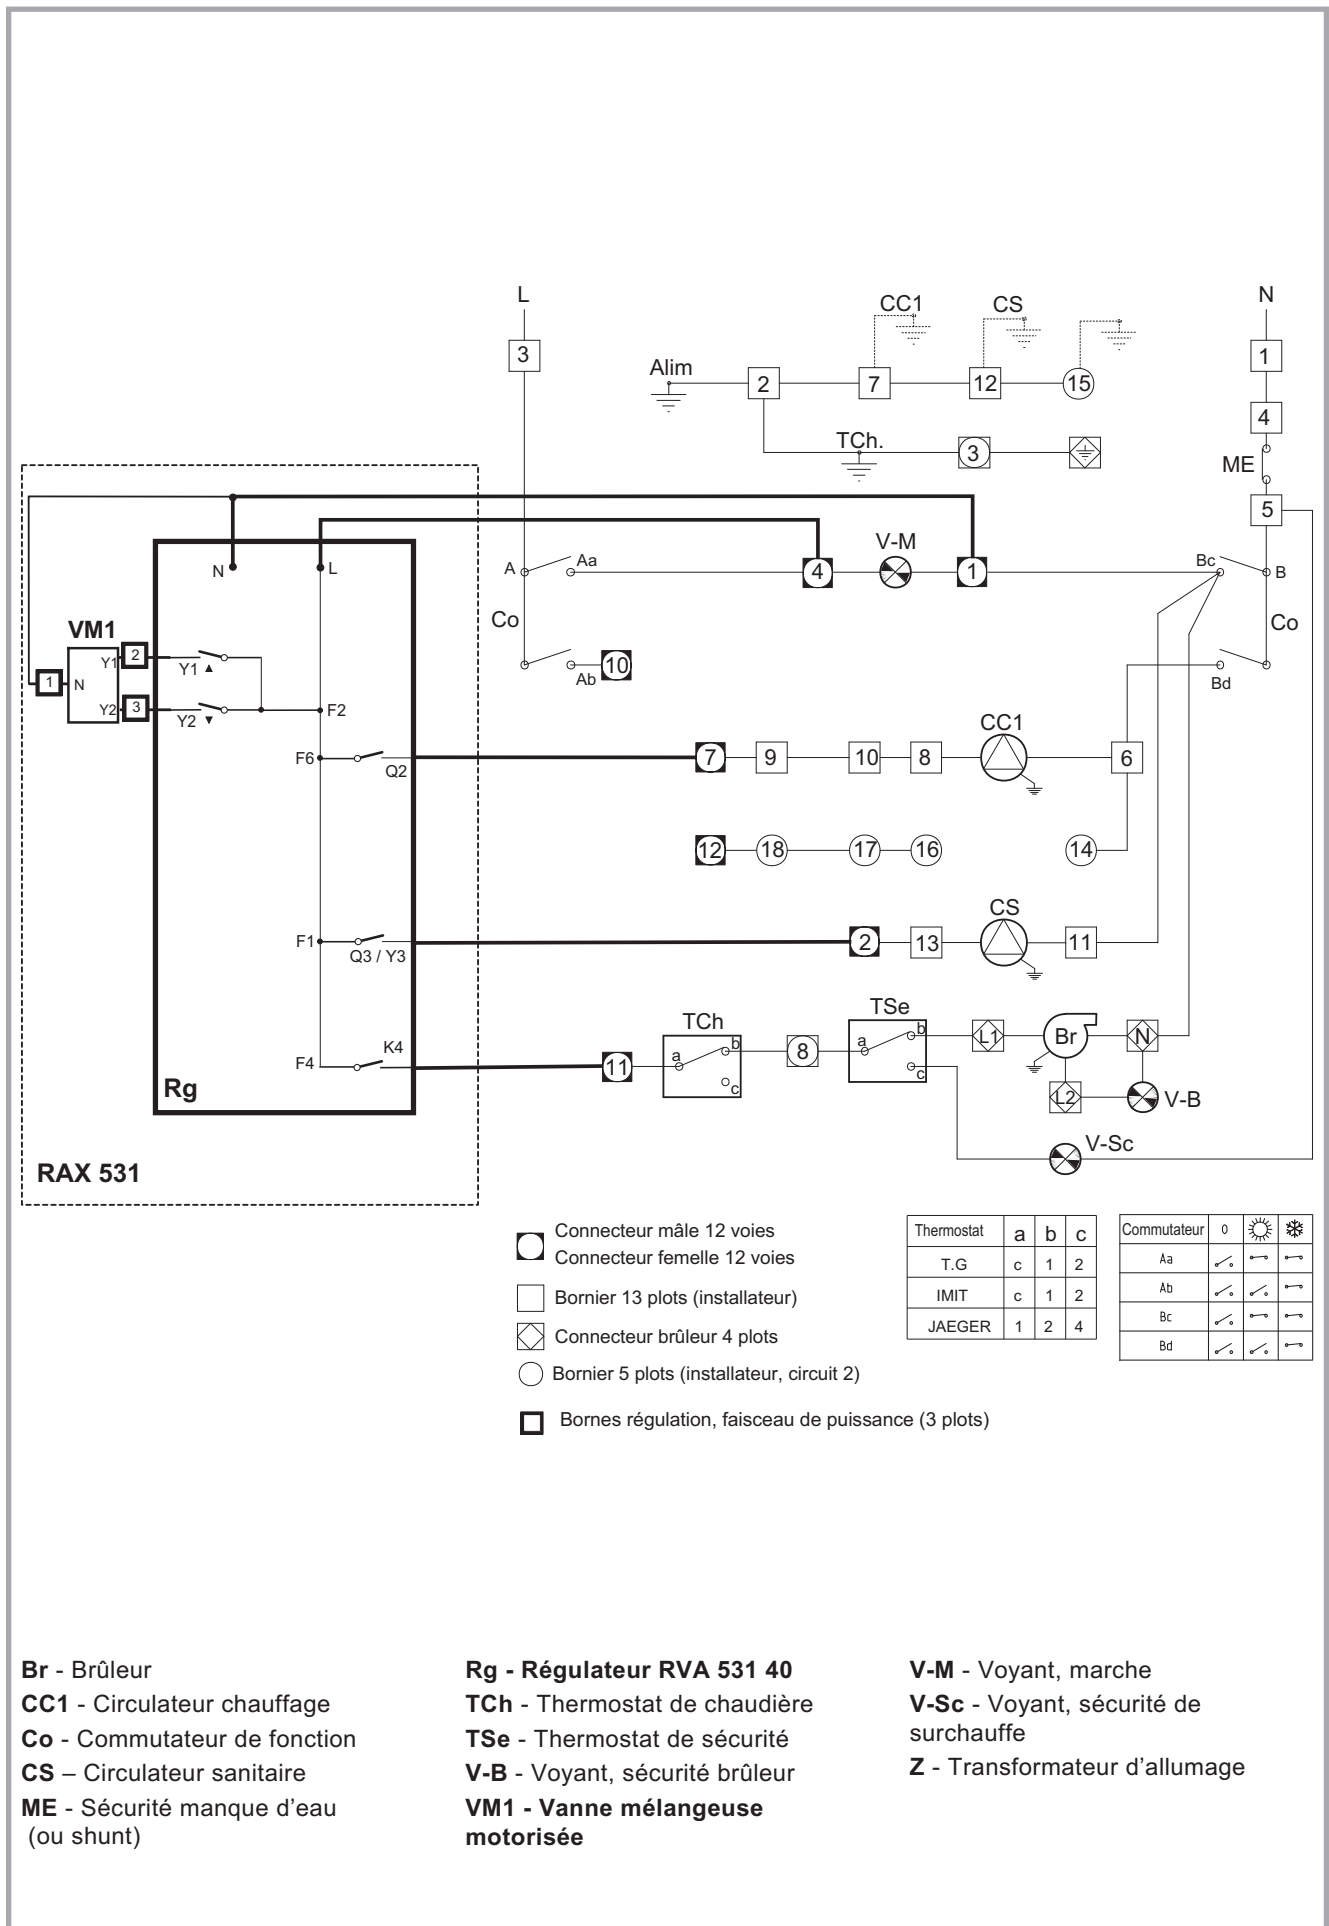 L
CC1
CS
N
3
1
Alim
2
7
12
15
4
TCh.
3
ME
5
V-M
A
Aa
4
1
Bc
B
N
L
Co
Co
VM1
Y1
2
Y1
10
Ab
Bd
1
N
Y2
3
Y2
F2
CC1
F6
Q2
7
9
10
8
6
12
18
17
16
14
CS
F1
Q3 / Y3
2
13
11
TCh
TSe
a
b
c
8
a
b
c
L1
Br
N
K4
F4
11
L2
V-B
Rg
V-Sc
RAX 531
Connecteur mâle 12 voies
Connecteur femelle 12 voies
Bornier 13 plots (installateur)
Connecteur brûleur 4 plots
Bornier 5 plots (installateur, circuit 2)
Bornes régulation, faisceau de puissance (3 plots)
Thermostat a b c
T.G c 1 2
IMIT c 1 2
JAEGER 1 2 4
Commutateur 0
Aa
Ab
Bc
Bd
Br - Brûleur
CC1 - Circulateur chauffage
Co - Commutateur de fonction
CS – Circulateur sanitaire
ME - Sécurité manque d'eau
(ou shunt)
Rg - Régulateur RVA 531 40
TCh - Thermostat de chaudière
TSe - Thermostat de sécurité
V-B - Voyant, sécurité brûleur
VM1 - Vanne mélangeuse
motorisée
V-M - Voyant, marche
V-Sc - Voyant, sécurité de
surchauffe
Z - Transformateur d'allumage